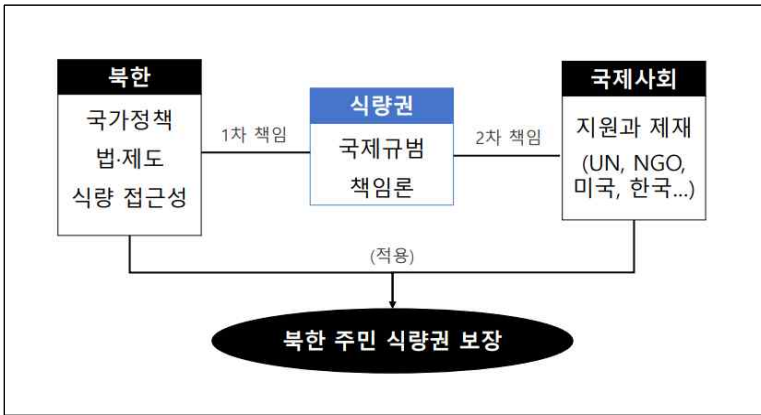 북한
국가정책
법·제도
식량 접근성
1차 책임
식량권
국제규범
책임론
2차 책임
국제사회
지원과 제재
(UN, NGO,
미국, 한국...)
(적용)
북한 주민 식량권 보장